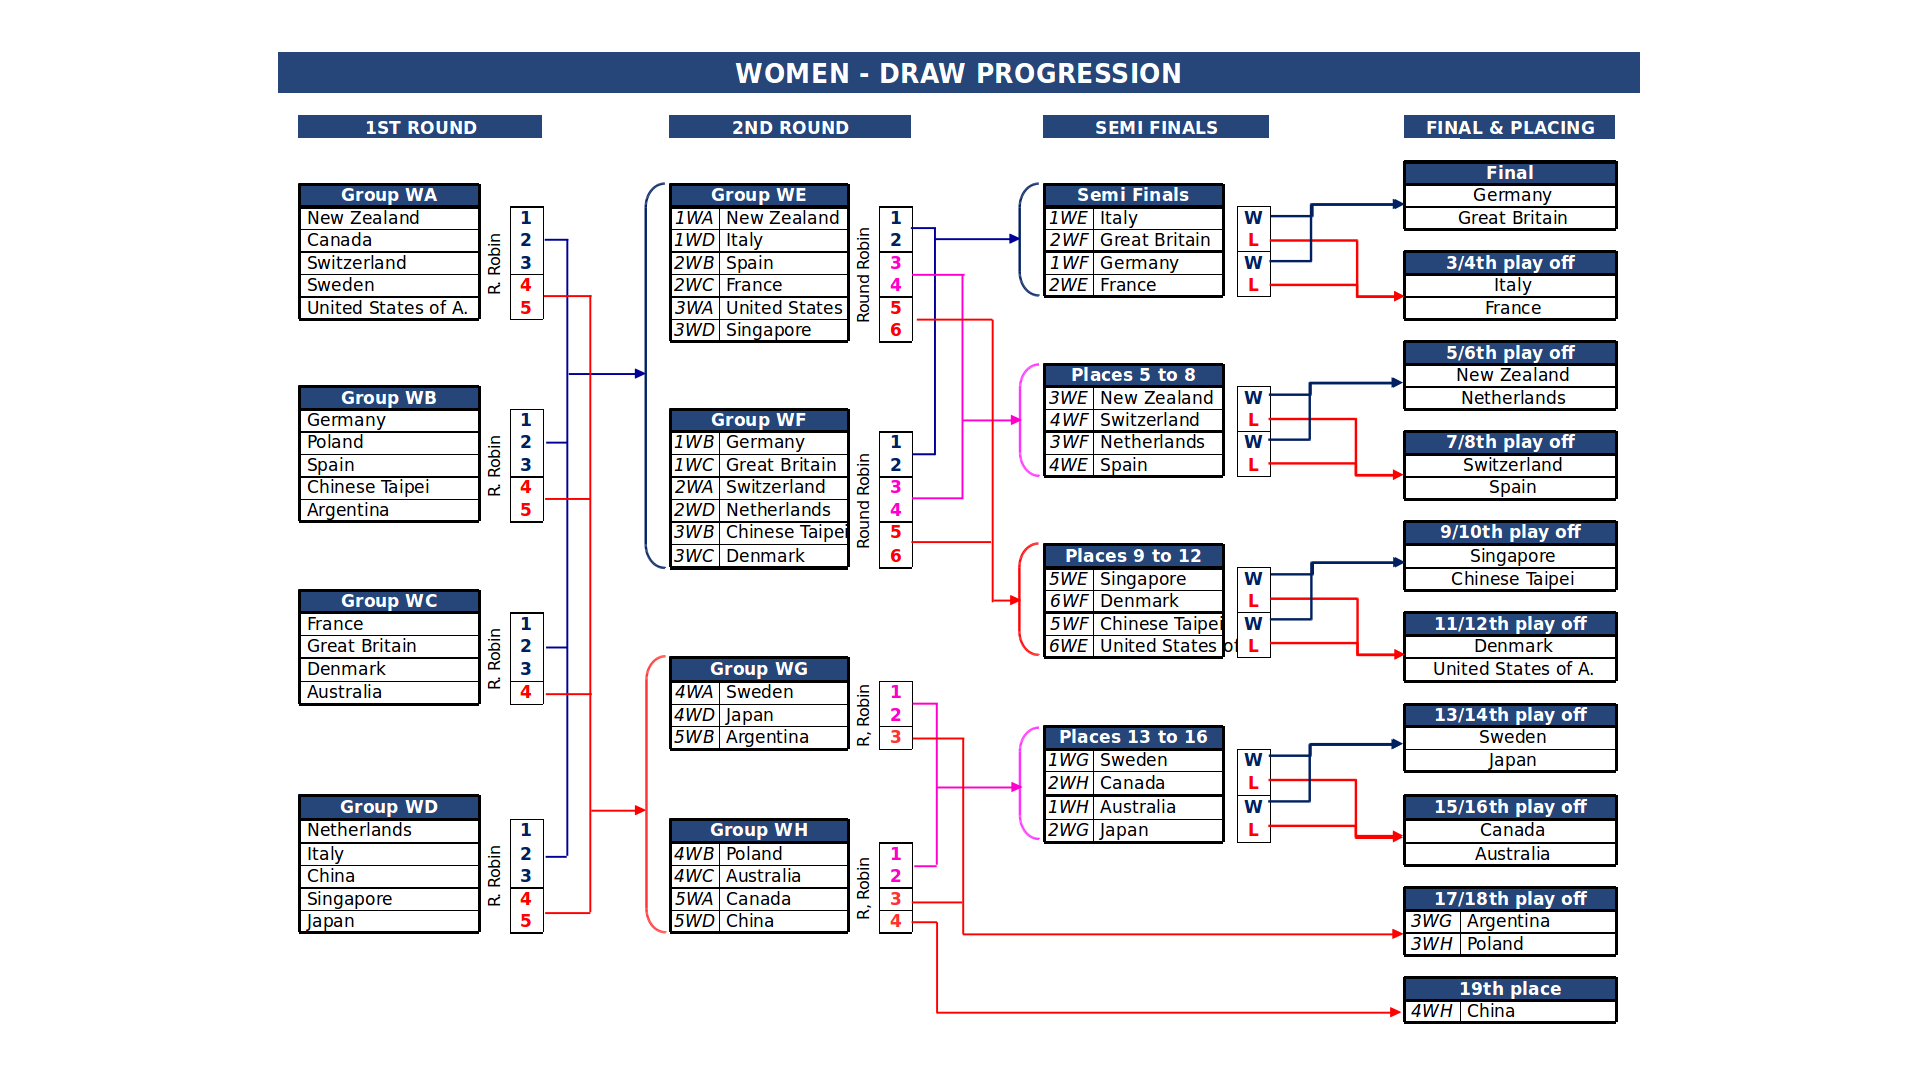 WOMEN - DRAW PROGRESSION
1ST ROUND
2ND ROUND
SEMI FINALS
FINAL & PLACING
Group WA
New Zealand
Canada
Switzerland
Sweden
United States of A.
R. Robin
1
2
3
4
5
Group WB
Germany
Poland
Spain
Chinese Taipei
Argentina
R. Robin
1
2
3
4
5
Group WC
France
Great Britain
Denmark
Australia
R. Robin
1
2
3
4
Group WD
Netherlands
Italy
China
Singapore
Japan
R. Robin
1
2
3
4
5
Group WE
1WA New Zealand
1WD Italy
2WB Spain
2WC France
3WA United States
3WD Singapore
Round Robin
1
2
3
4
5
6
Group WF
1WB Germany
1WC Great Britain
2WA Switzerland
2WD Netherlands
3WB Chinese Taipei
3WC Denmark
Round Robin
1
2
3
4
5
6
Group WG
4WA Sweden
4WD Japan
5WB Argentina
R, Robin
1
2
3
Group WH
4WB Poland
4WC Australia
5WA Canada
5WD China
R, Robin
1
2
3
4
Semi Finals
1WE Italy W
2WF Great Britain L
1WF Germany W
2WE France L
Places 5 to 8
3WE New Zealand W
4WF Switzerland L
3WF Netherlands W
4WE Spain L
Places 9 to 12
5WE Singapore W
6WF Denmark L
5WF Chinese Taipei W
6WE United States of L
Places 13 to 16
1WG Sweden W
2WH Canada L
1WH Australia W
2WG Japan L
Final
Germany
Great Britain
3/4th play off
Italy
France
5/6th play off
New Zealand
Netherlands
7/8th play off
Switzerland
Spain
9/10th play off
Singapore
Chinese Taipei
11/12th play off
Denmark
United States of A.
13/14th play off
Sweden
Japan
15/16th play off
Canada
Australia
17/18th play off
3WG Argentina
3WH Poland
19th place
4WH China